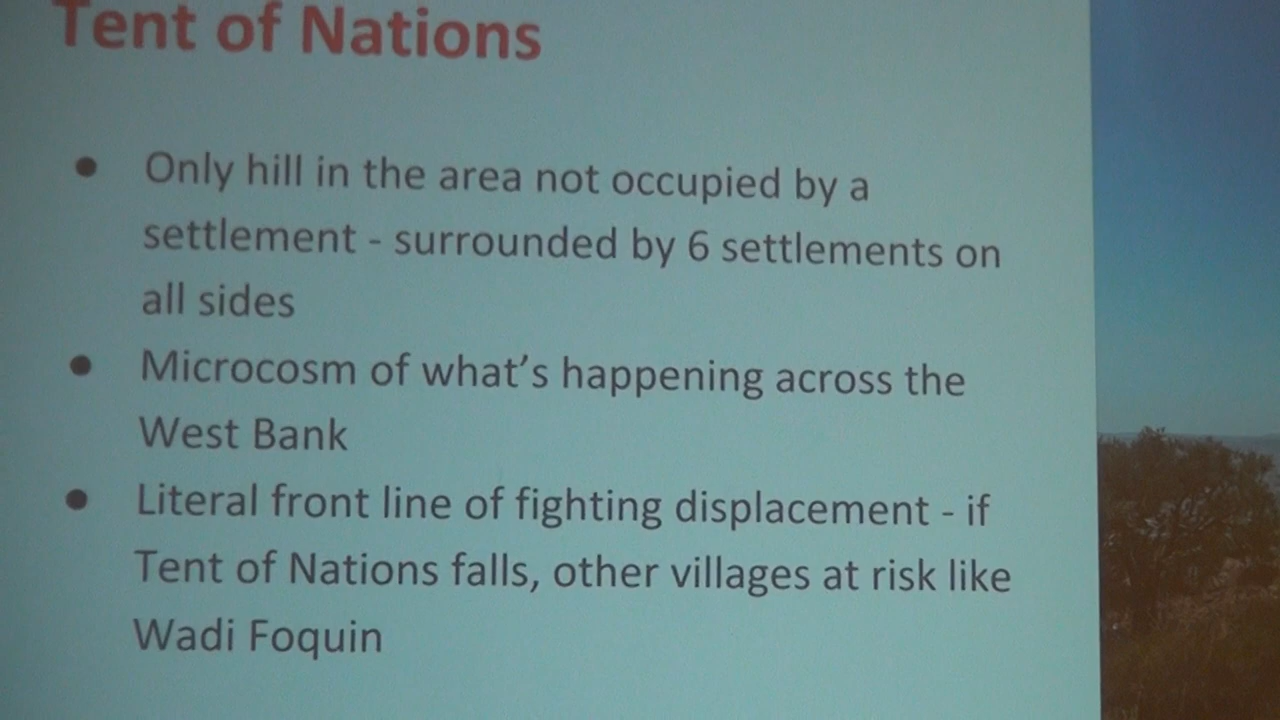 Tent of Nations
● Only hill in the area not occupied by a
settlement - surrounded by 6 settlements on
all sides
● Microcosm of what's happening across the
West Bank
● Literal front line of fighting displacement - if
Tent of Nations falls, other villages at risk like
Wadi Foquin